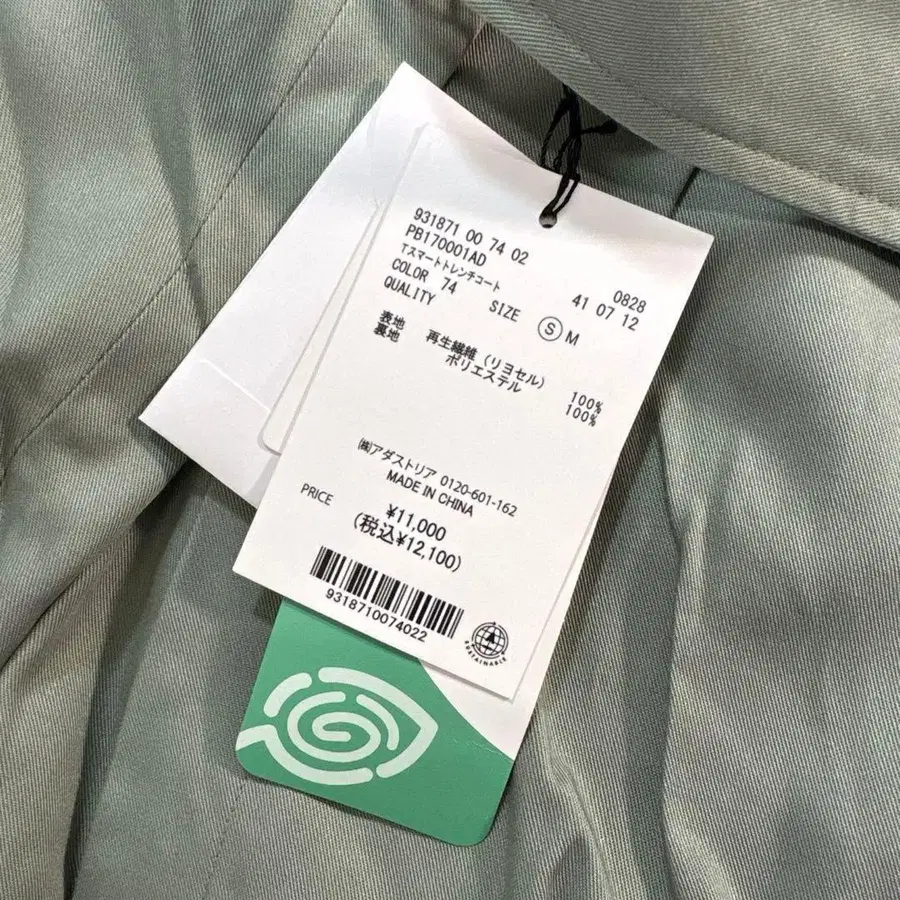 931871 00 74 02
PB170001AD 0828
Tスマートトレンチコート 41 07 12
COLOR 74 SIZE Ⓢ M
QUALITY
表地 再生繊維（リヨセル） 100%
裏地 ポリエステル 100%
㈱アダストリア 0120-601-162
MADE IN CHINA
PRICE ¥11,000
(税込¥12,100)
9318710074022
SUSTAINABLE